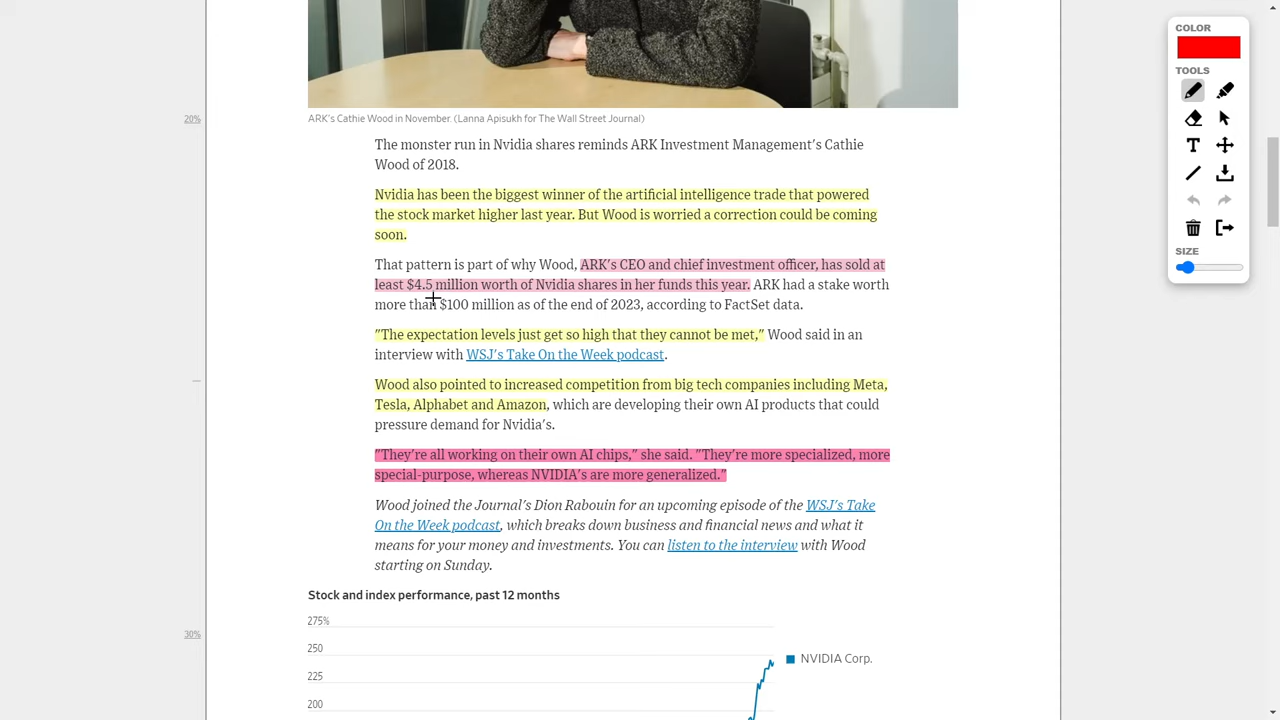 COLOR
TOOLS
T
SIZE
20%
ARK's Cathie Wood in November. (Lanna Apisukh for The Wall Street Journal)
The monster run in Nvidia shares reminds ARK Investment Management's Cathie
Wood of 2018.
Nvidia has been the biggest winner of the artificial intelligence trade that powered
the stock market higher last year. But Wood is worried a correction could be coming
soon.
That pattern is part of why Wood, ARK's CEO and chief investment officer, has sold at
least $4.5 million worth of Nvidia shares in her funds this year. ARK had a stake worth
more than $100 million as of the end of 2023, according to FactSet data.
"The expectation levels just get so high that they cannot be met," Wood said in an
interview with WSJ's Take On the Week podcast.
Wood also pointed to increased competition from big tech companies including Meta,
Tesla, Alphabet and Amazon, which are developing their own AI products that could
pressure demand for Nvidia's.
"They're all working on their own AI chips," she said. "They're more specialized, more
special-purpose, whereas NVIDIA's are more generalized."
Wood joined the Journal's Dion Rabouin for an upcoming episode of the WSJ's Take
On the Week podcast, which breaks down business and financial news and what it
means for your money and investments. You can listen to the interview with Wood
starting on Sunday.
Stock and index performance, past 12 months
275%
30%
250
NVIDIA Corp.
225
200